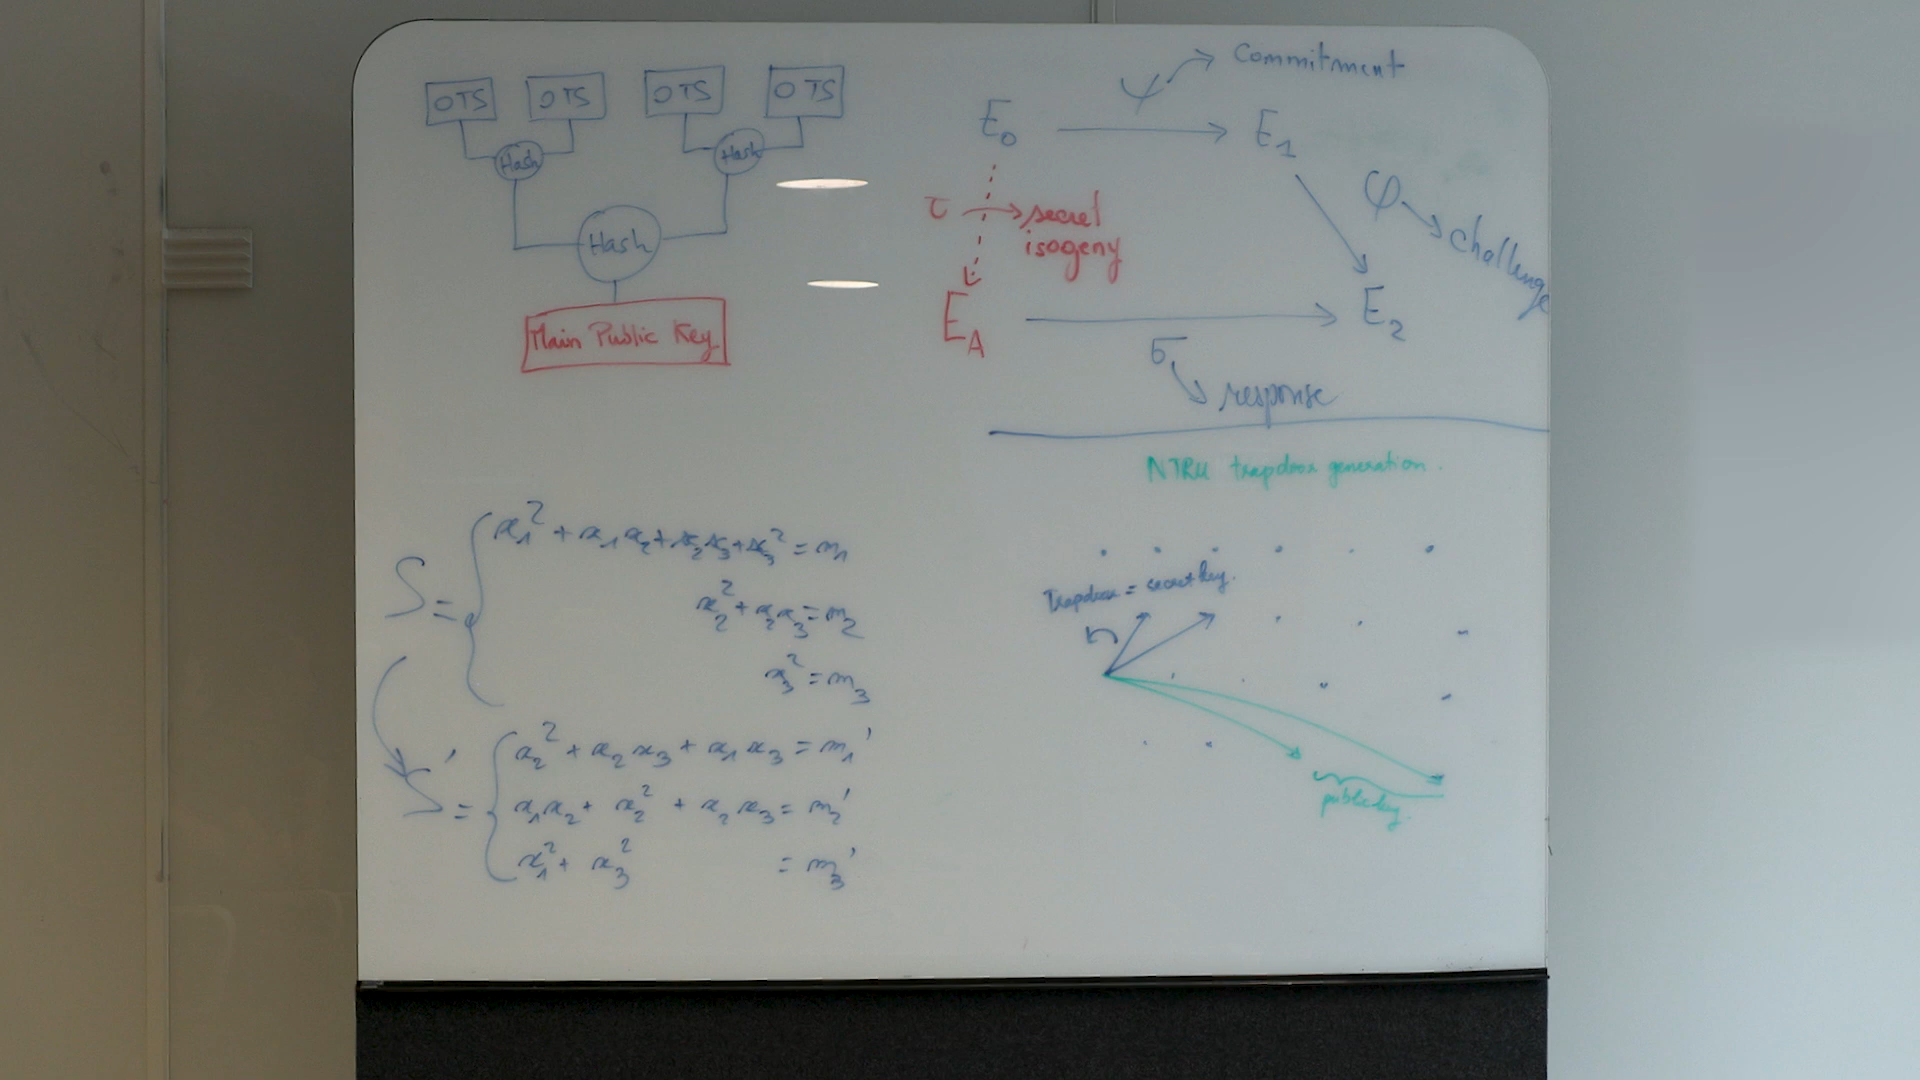 OTS OTS OTS OTS
Hash Hash
Hash
Main Public Key
ψ → Commitment
E₀ → E₁
φ → challenge
τ → secret
isogeny
E_A → E₂
σ → response
NTRU trapdoor generation.
Trapdoor = secret key.
public key.
S = { x₁² + x₁x₂ + x₂x₃ + x₃² = m₁
x₂² + x₂x₃ = m₂
x₃² = m₃
S' = { x₂² + x₂x₃ + x₁x₃ = m₁'
x₁x₂ + x₂² + x₂x₃ = m₂'
x₁² + x₃² = m₃'